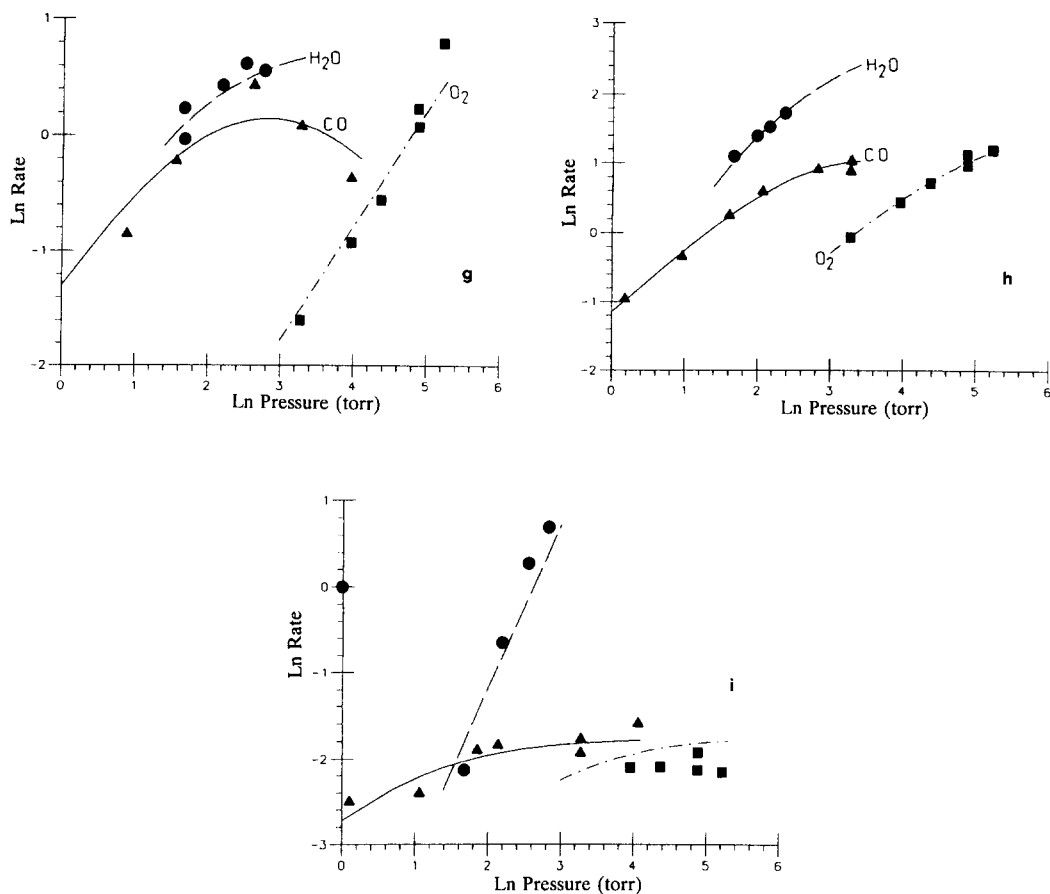 1
0
-1
-2
Ln Rate
H2O
CO
O2
g
0 1 2 3 4 5 6
Ln Pressure (torr)
3
2
1
0
-1
-2
Ln Rate
H2O
CO
O2
h
0 1 2 3 4 5 6
Ln Pressure (torr)
1
0
-1
-2
-3
Ln Rate
i
0 1 2 3 4 5 6
Ln Pressure (torr)